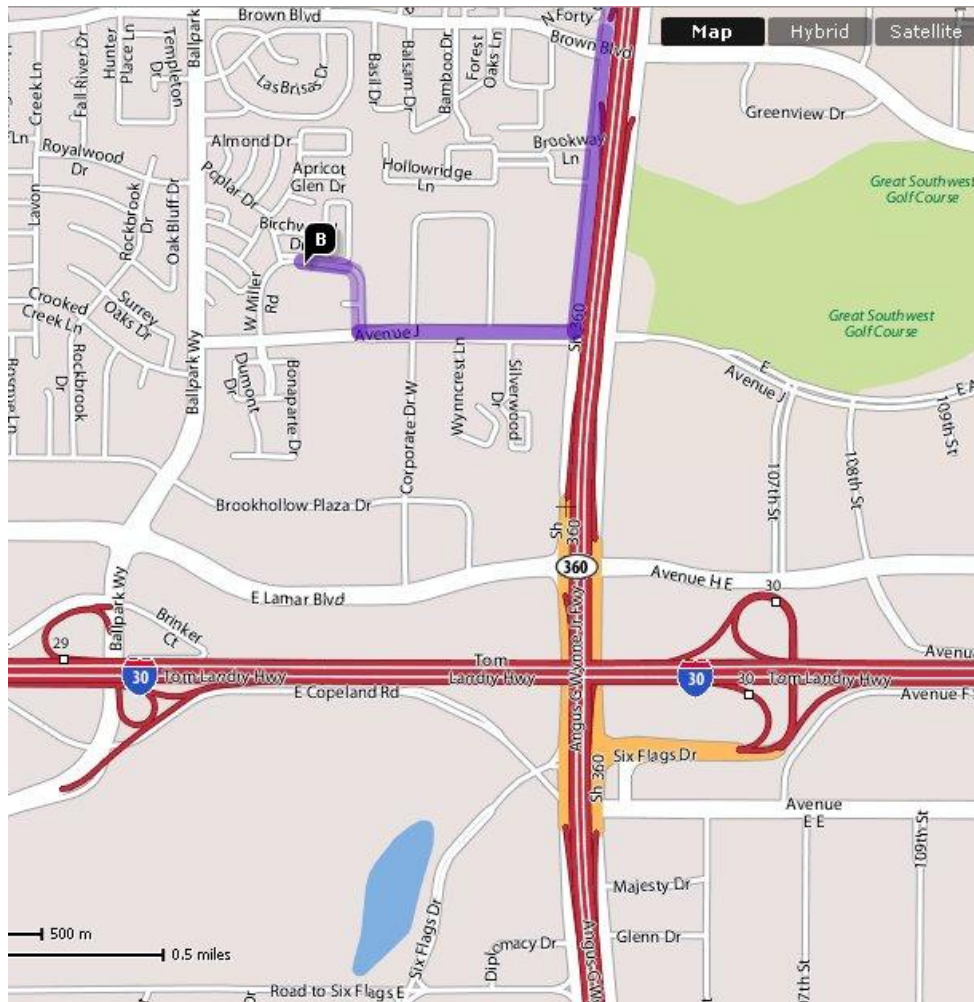 Brown Blvd
N Forty
Brown Blvd
Map
Hybrid
Satellite
Creek Ln
Fall River Dr
Hunter
Place Ln
Templeton
Dr
Ballpark
Las Brisas Dr
Basil Dr
Balsam Dr
Bamboo Dr
Forest
Oaks Ln
Greenview Dr
Ln
Royalwood
Dr
Almond Dr
Apricot
Glen Dr
Hollowridge
Ln
Brookway
Ln
Great Southwest
Golf Course
Lavon
Rockbrook
Dr
Oak Bluff Dr
Poplar Dr
B
W Miller
Rd
Crooked
Creek Ln
Surrey
Oaks Dr
Avenue J
Sh 360
Great Southwest
Golf Course
Rockbrook
Dr
Ballpark Wy
Dumont
Dr
Bonaparte Dr
Corporate Dr W
Wynncrest Ln
Silverwood
Dr
E
Avenue J
E A
109th St
107th St
108th St
Brookhollow Plaza Dr
Sh
360
360
E Lamar Blvd
Avenue H E
30
Ballpark Wy
Brinker
Ct
29
Angus G Wynne Jr Fwy
30
Tom Landry Hwy
Tom
Landry Hwy
30
30
Tom Landry Hwy
Avenu
E Copeland Rd
Avenue F
Six Flags Dr
Sh 360
Avenue
E E
109th St
Majesty Dr
500 m
0.5 miles
Six Flags Dr
Glenn Dr
Angus G W
Road to Six Flags E